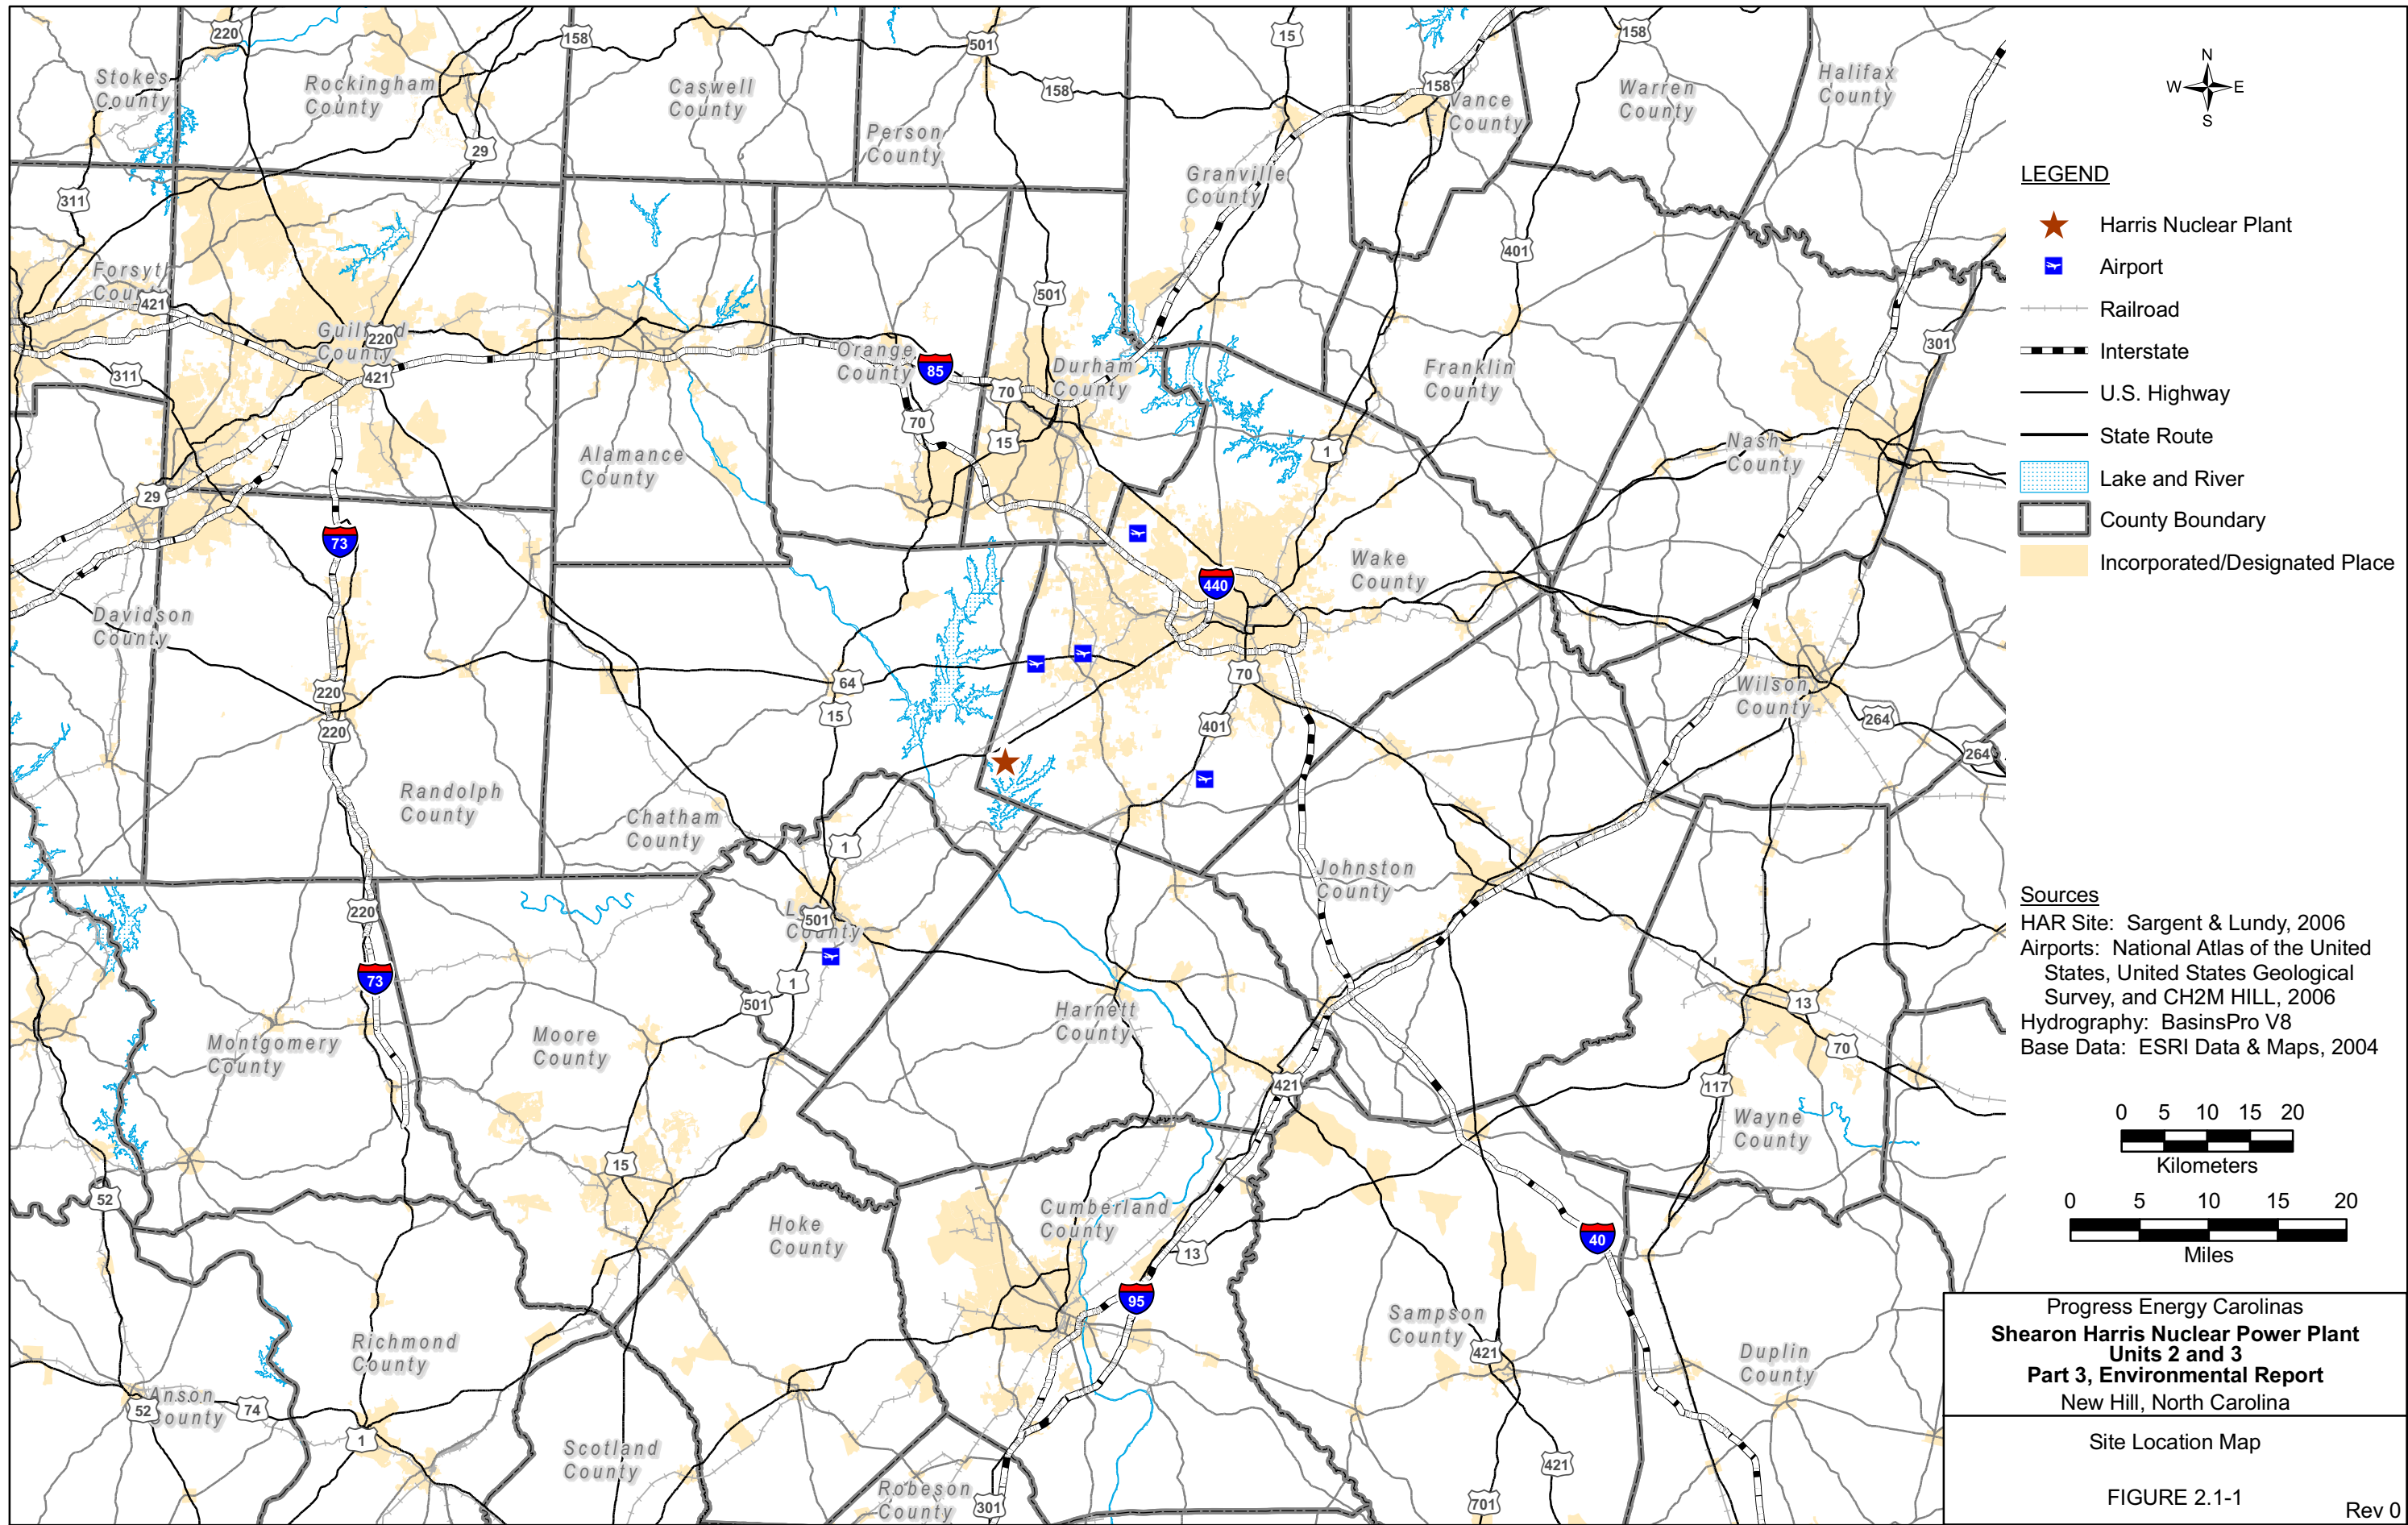 220
158
501
15
158
Stokes
County
Rockingham
County
Caswell
County
158
158
Vance
County
Warren
County
Halifax
County
Person
County
29
Granville
County
311
401
Forsyth
County
421
501
Guilford
County
220
421
311
Orange
County
85
70
Durham
County
Franklin
County
301
70
15
1
Nash
County
Alamance
County
29
73
440
Wake
County
Davidson
County
220
64
15
70
401
Wilson
County
264
264
220
Randolph
County
Chatham
County
1
Johnston
County
220
501
County
73
1
501
Harnett
County
13
70
Montgomery
County
Moore
County
421
117
Wayne
County
15
52
Hoke
County
Cumberland
County
13
40
95
Sampson
County
421
Richmond
County
Duplin
County
Anson
County
52
74
1
Scotland
County
Robeson
County
301
421
701
N
W
E
S
LEGEND
Harris Nuclear Plant
Airport
Railroad
Interstate
U.S. Highway
State Route
Lake and River
County Boundary
Incorporated/Designated Place
Sources
HAR Site: Sargent & Lundy, 2006
Airports: National Atlas of the United
States, United States Geological
Survey, and CH2M HILL, 2006
Hydrography: BasinsPro V8
Base Data: ESRI Data & Maps, 2004
0 5 10 15 20
Kilometers
0 5 10 15 20
Miles
Progress Energy Carolinas
Shearon Harris Nuclear Power Plant
Units 2 and 3
Part 3, Environmental Report
New Hill, North Carolina
Site Location Map
FIGURE 2.1-1
Rev 0